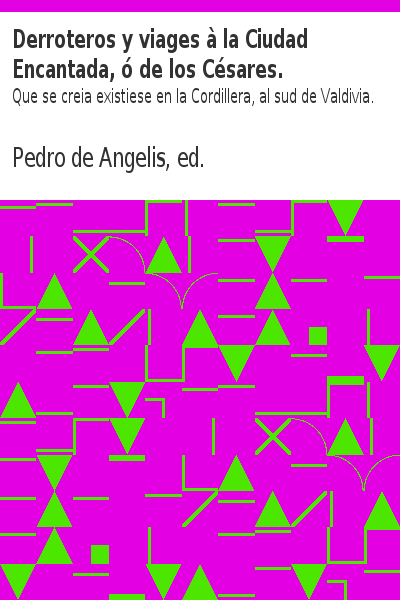 Derroteros y viages à la Ciudad
Encantada, ó de los Césares.
Que se creia existiese en la Cordillera, al sud de Valdivia.
Pedro de Angelis, ed.